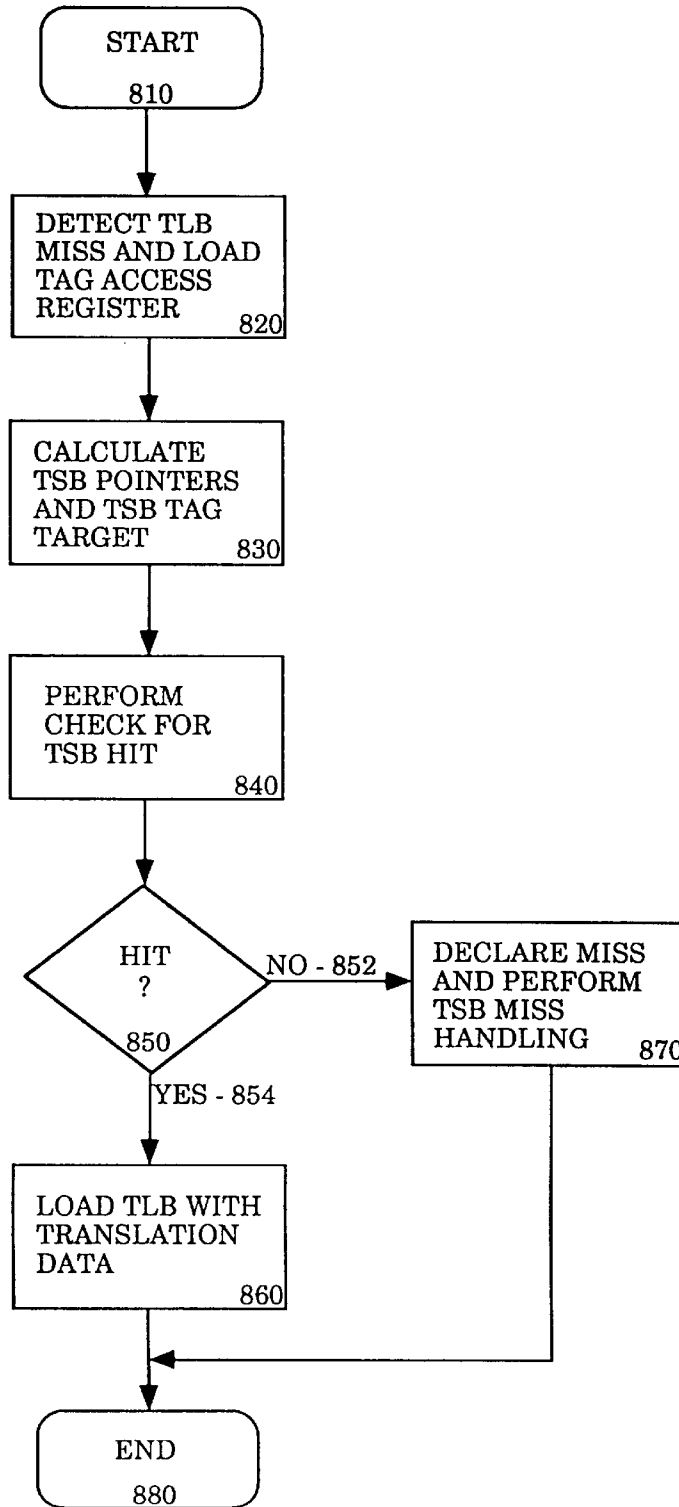 START
810
DETECT TLB
MISS AND LOAD
TAG ACCESS
REGISTER
820
CALCULATE
TSB POINTERS
AND TSB TAG
TARGET
830
PERFORM
CHECK FOR
TSB HIT
840
HIT
?
850
NO - 852
YES - 854
DECLARE MISS
AND PERFORM
TSB MISS
HANDLING
870
LOAD TLB WITH
TRANSLATION
DATA
860
END
880